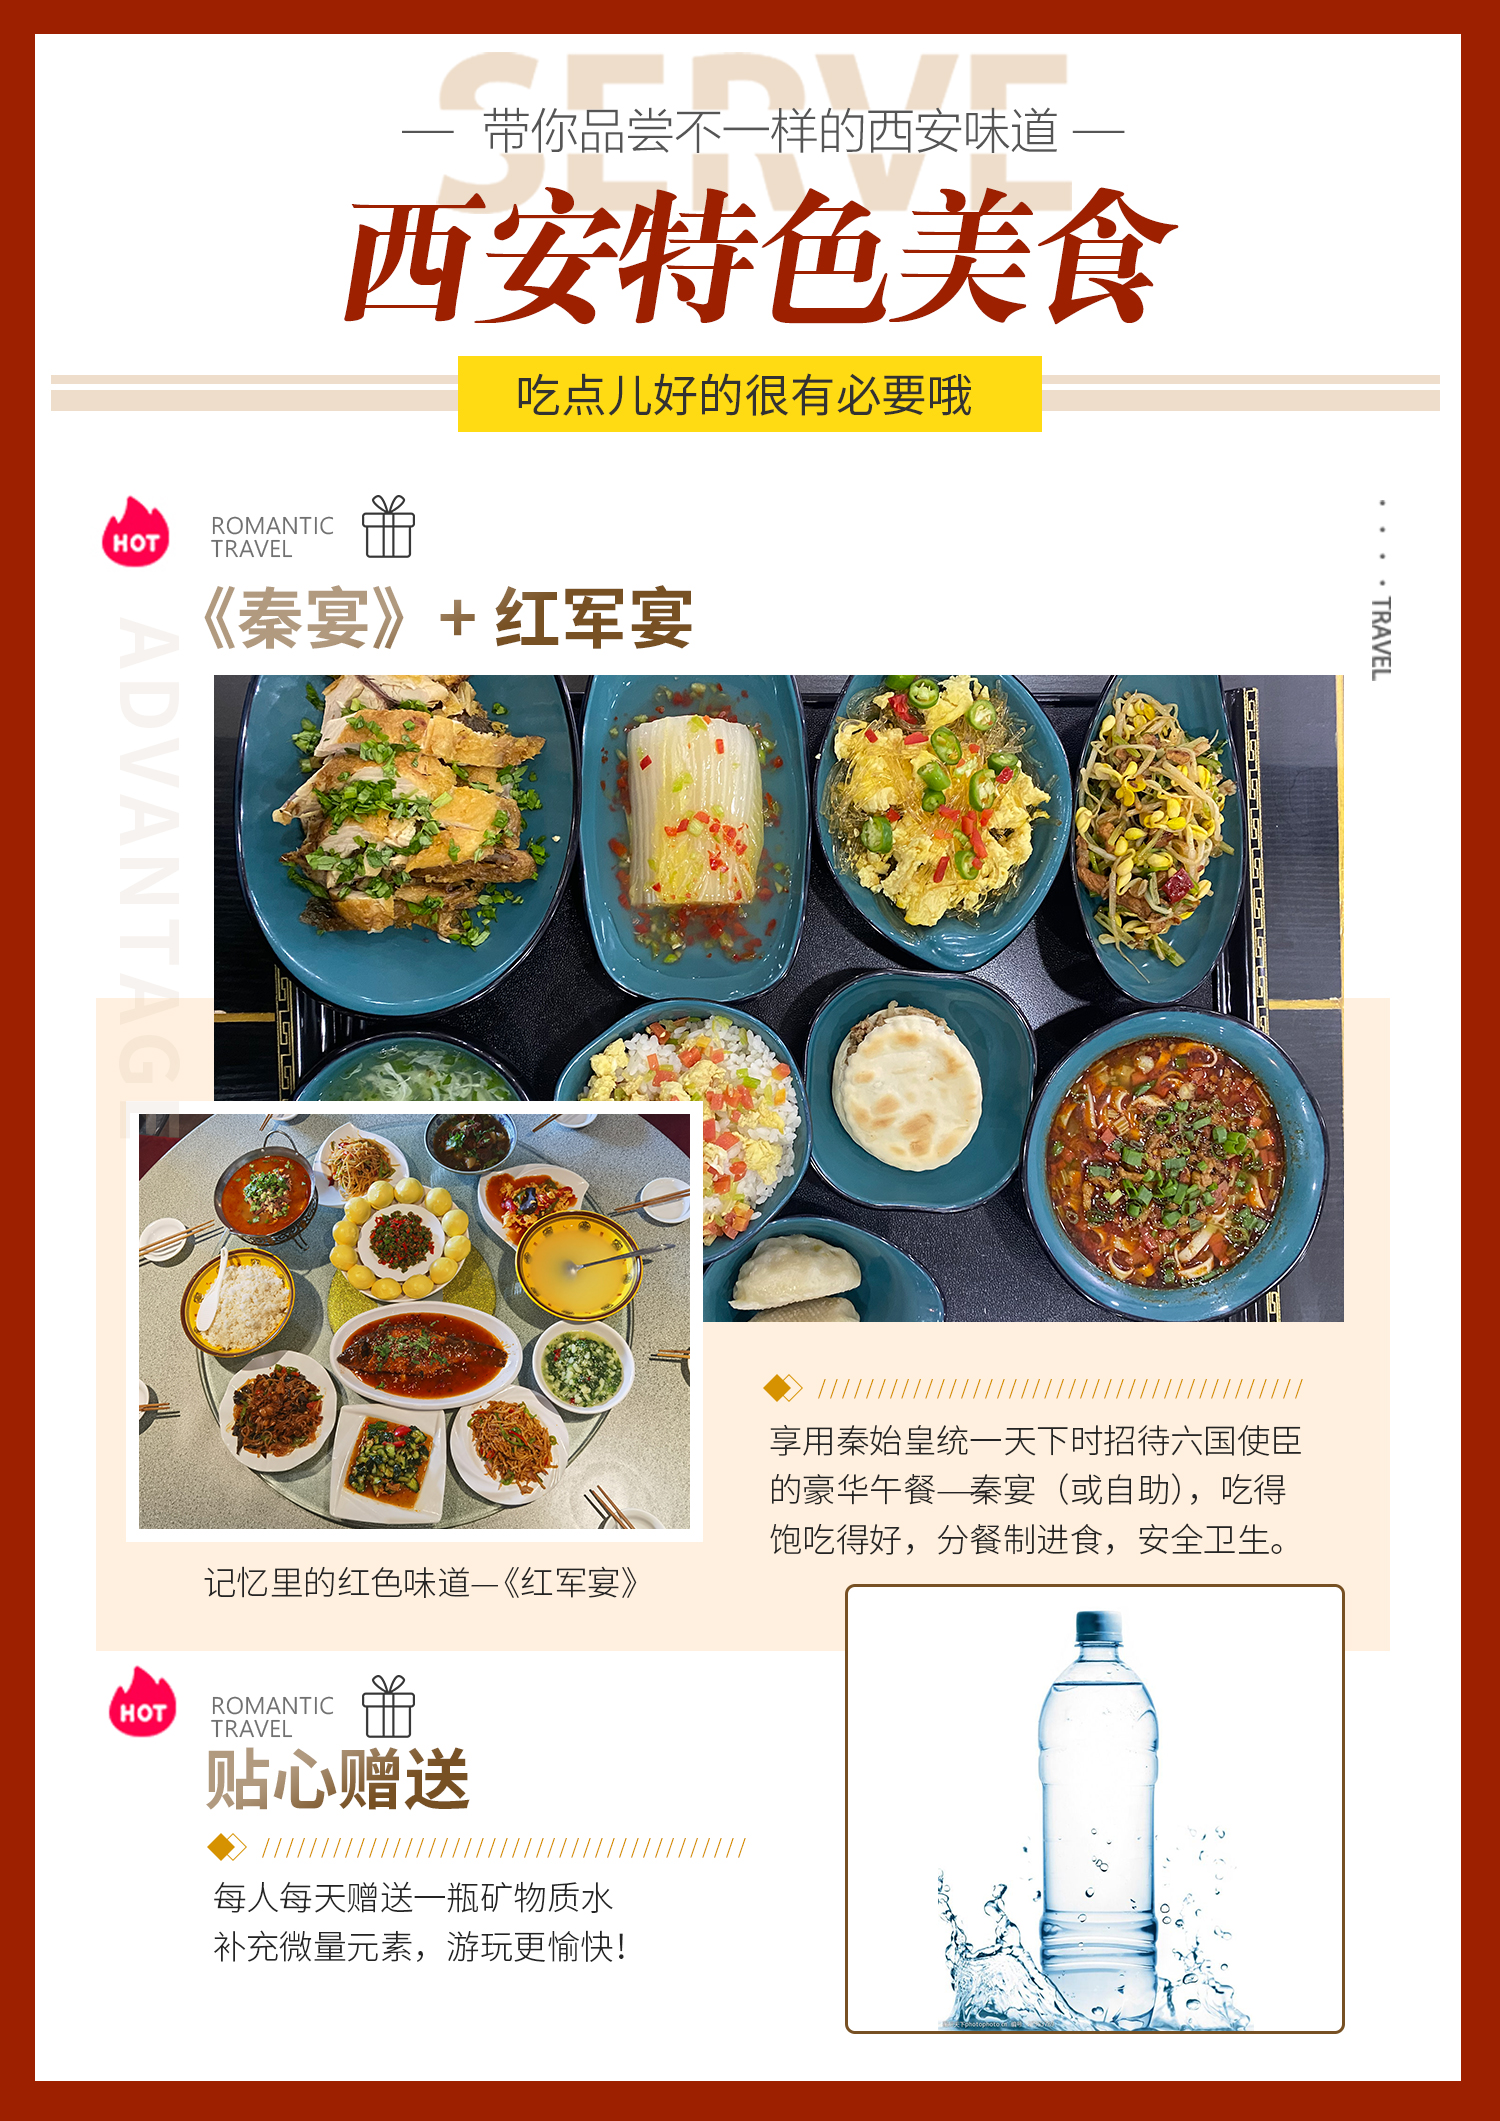 SERVE
— 带你品尝不一样的西安味道 —
西安特色美食
吃点儿好的很有必要哦
HOT
ROMANTIC
TRAVEL
《秦宴》+ 红军宴
TRAVEL
ADVANTAGE
享用秦始皇统一天下时招待六国使臣
的豪华午餐—秦宴（或自助），吃得
饱吃得好，分餐制进食，安全卫生。
记忆里的红色味道—《红军宴》
HOT
ROMANTIC
TRAVEL
贴心赠送
每人每天赠送一瓶矿物质水
补充微量元素，游玩更愉快！